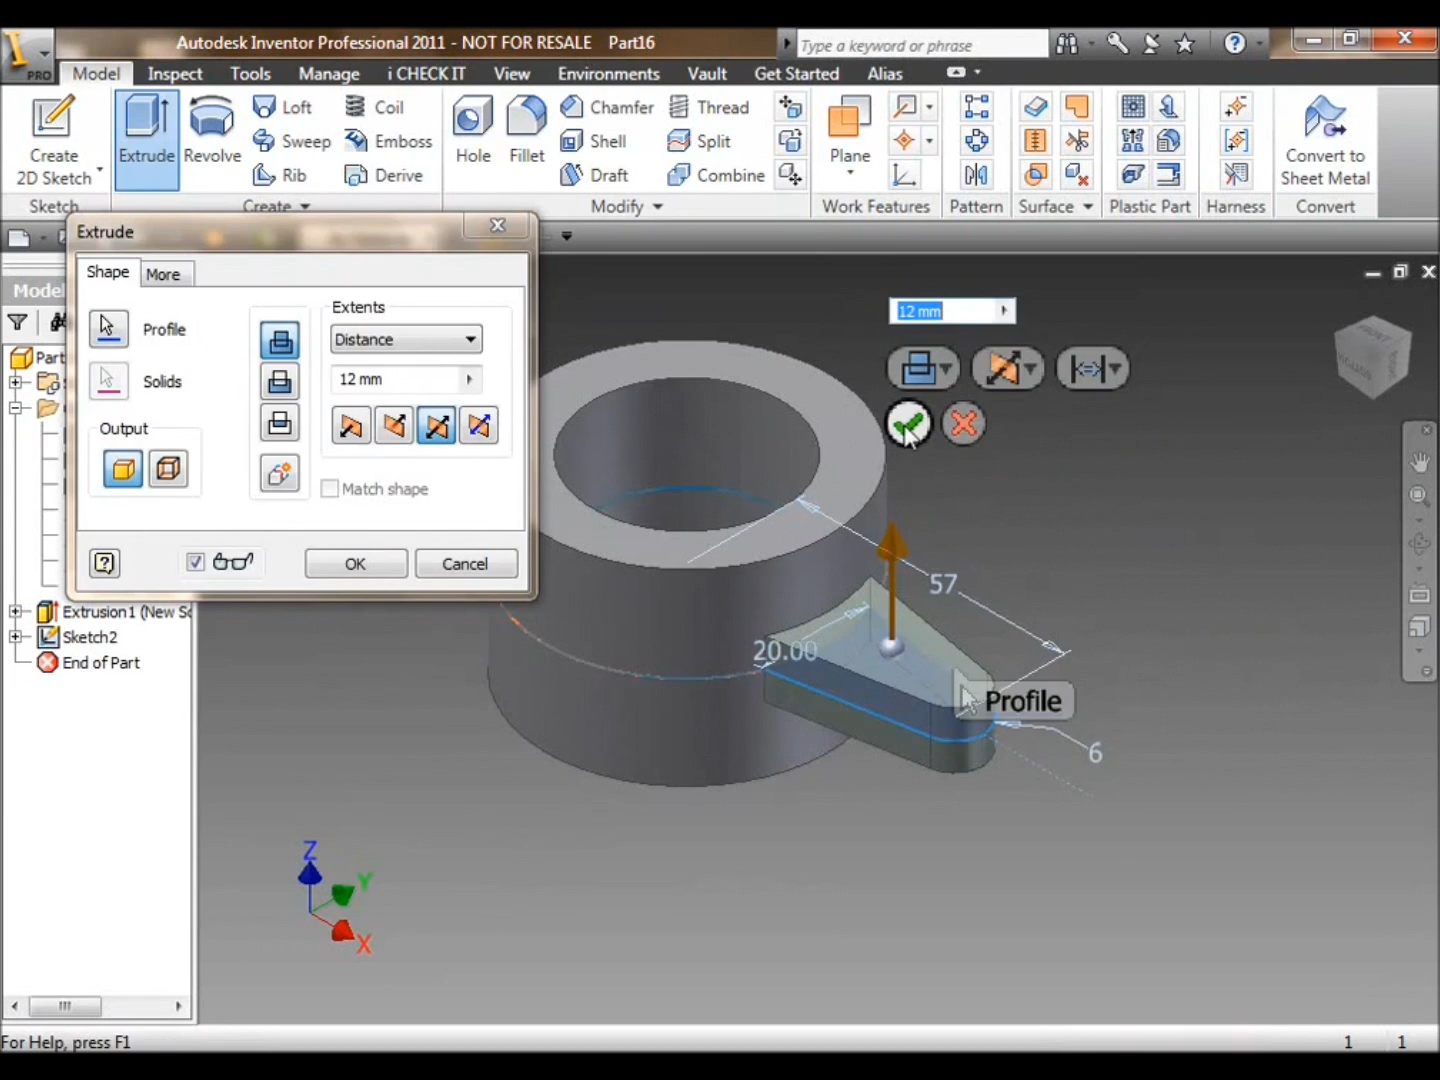 Autodesk Inventor Professional 2011 - NOT FOR RESALE Part16
Type a keyword or phrase
PRO
Model Inspect Tools Manage i CHECK IT View Environments Vault Get Started Alias
Create
2D Sketch
Extrude
Revolve
Loft
Sweep
Rib
Coil
Emboss
Derive
Hole
Fillet
Chamfer
Shell
Draft
Thread
Split
Combine
Plane
Convert to
Sheet Metal
Sketch Create Modify Work Features Pattern Surface Plastic Part Harness Convert
Extrude
Shape More
Profile
Solids
Output
Extents
Distance
12 mm
Match shape
OK Cancel
Model
Part
Extrusion1 (New So
Sketch2
End of Part
12 mm
57
20.00
Profile
6
Z
Y
X
For Help, press F1
1 1